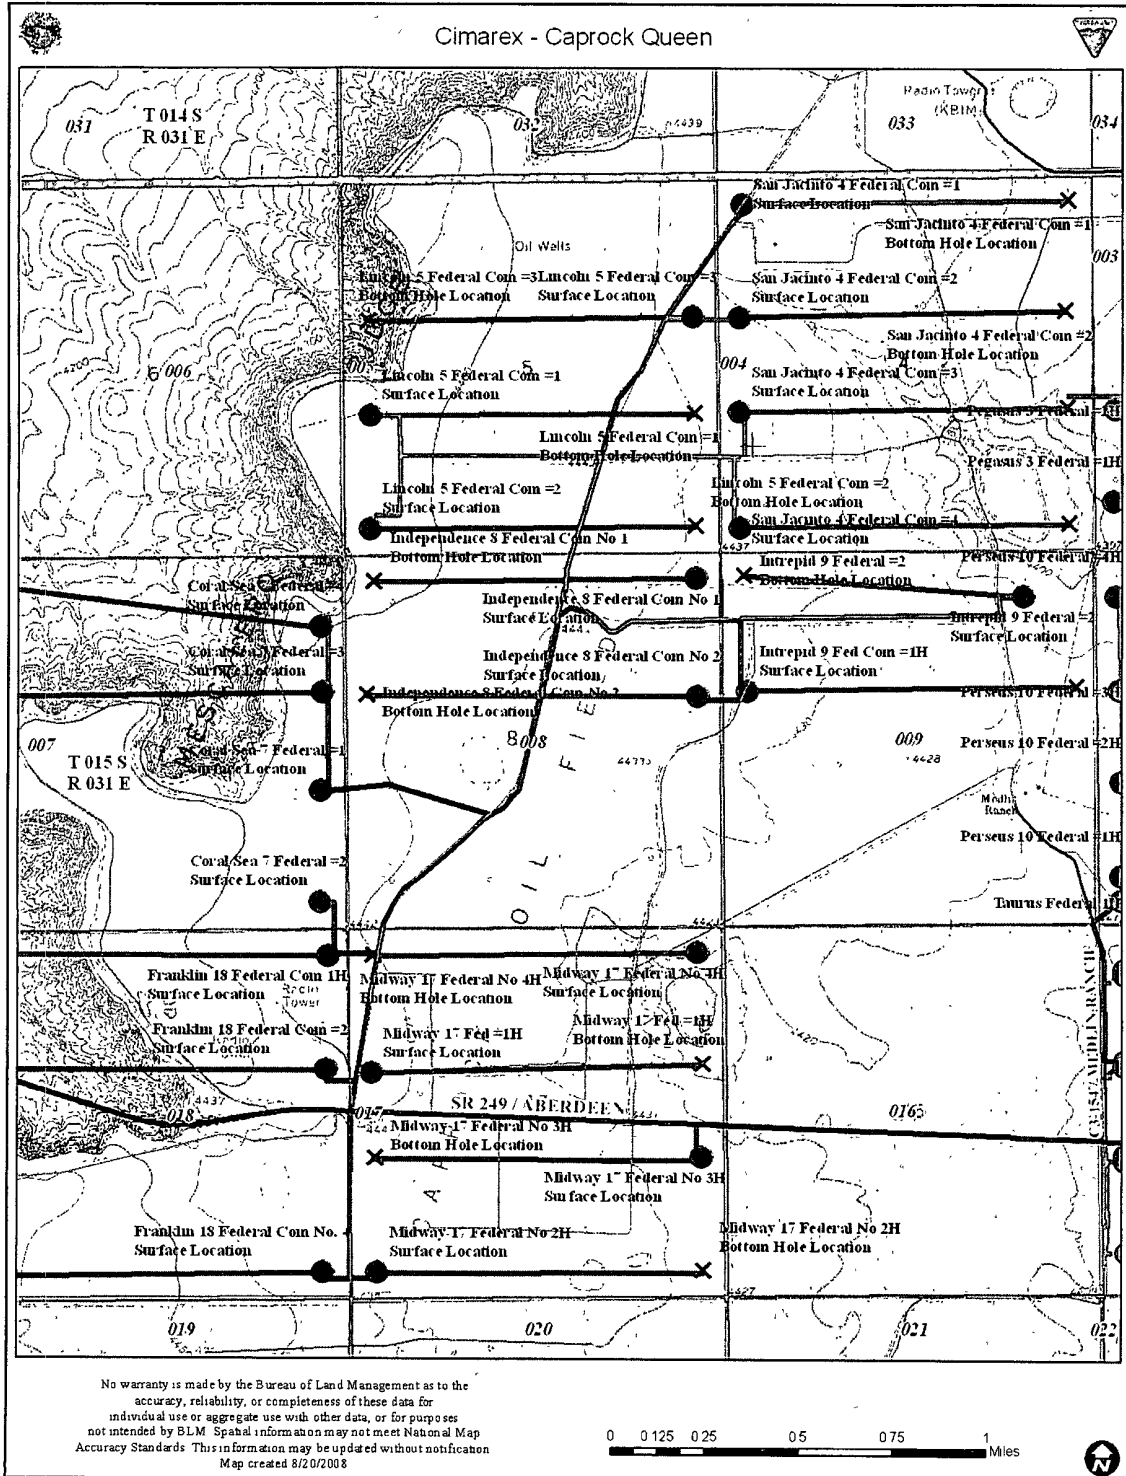 Cimarex - Caprock Queen
T 014 S
R 031 E
031
032
4439
Radio Tower
(KBIM)
033
034
San Jacinto 4 Federal Com =1
Surface Location
San Jacinto 4 Federal Com =1
Bottom Hole Location
003
Oil Wells
Lincoln 5 Federal Com =3
Bottom Hole Location
Lincoln 5 Federal Com =3
Surface Location
San Jacinto 4 Federal Com =2
Surface Location
San Jacinto 4 Federal Com =2
Bottom Hole Location
6
006
005
5
004
Lincoln 5 Federal Com =1
Surface Location
San Jacinto 4 Federal Com =3
Surface Location
Pegasus 3 Federal =1H
Lincoln 5 Federal Com =1
Bottom Hole Location
Pegasus 3 Federal =1H
Lincoln 5 Federal Com =2
Surface Location
Lincoln 5 Federal Com =2
Bottom Hole Location
San Jacinto 4 Federal Com =4
Surface Location
4437
Independence 8 Federal Com No 1
Bottom Hole Location
Intrepid 9 Federal =2
Bottom Hole Location
Perseus 10 Federal =4H
Coral Sea 7 Federal =4
Surface Location
Independence 8 Federal Com No 1
Surface Location
Intrepid 9 Federal =2
Surface Location
Coral Sea 7 Federal =3
Surface Location
Independence 8 Federal Com No 2
Surface Location
Intrepid 9 Fed Com =1H
Surface Location
Independence 8 Federal Com No 2
Bottom Hole Location
Perseus 10 Federal =3H
MESCALERO
007
T 015 S
R 031 E
Coral Sea 7 Federal =1
Surface Location
8
008
009
4428
Perseus 10 Federal =2H
Medlin
Ranch
Perseus 10 Federal =1H
OIL FIELD
Coral Sea 7 Federal =2
Surface Location
Taurus Federal 1H
Franklin 18 Federal Com 1H
Surface Location
Radio
Tower
Midway 17 Federal No 4H
Bottom Hole Location
Midway 17 Federal No 4H
Surface Location
Franklin 18 Federal Com =2
Surface Location
Midway 17 Fed =1H
Surface Location
Midway 17 Fed =1H
Bottom Hole Location
4437
018
017
SR 249 / ABERDEEN
016
Midway 17 Federal No 3H
Bottom Hole Location
Midway 17 Federal No 3H
Surface Location
Franklin 18 Federal Com No.
Surface Location
Midway 17 Federal No 2H
Surface Location
Midway 17 Federal No 2H
Bottom Hole Location
019
020
021
022
No warranty is made by the Bureau of Land Management as to the
accuracy, reliability, or completeness of these data for
individual use or aggregate use with other data, or for purposes
not intended by BLM Spatial information may not meet National Map
Accuracy Standards This information may be updated without notification
Map created 8/20/2008
0 0 125 0 25 0 5 0 75 1
Miles
N